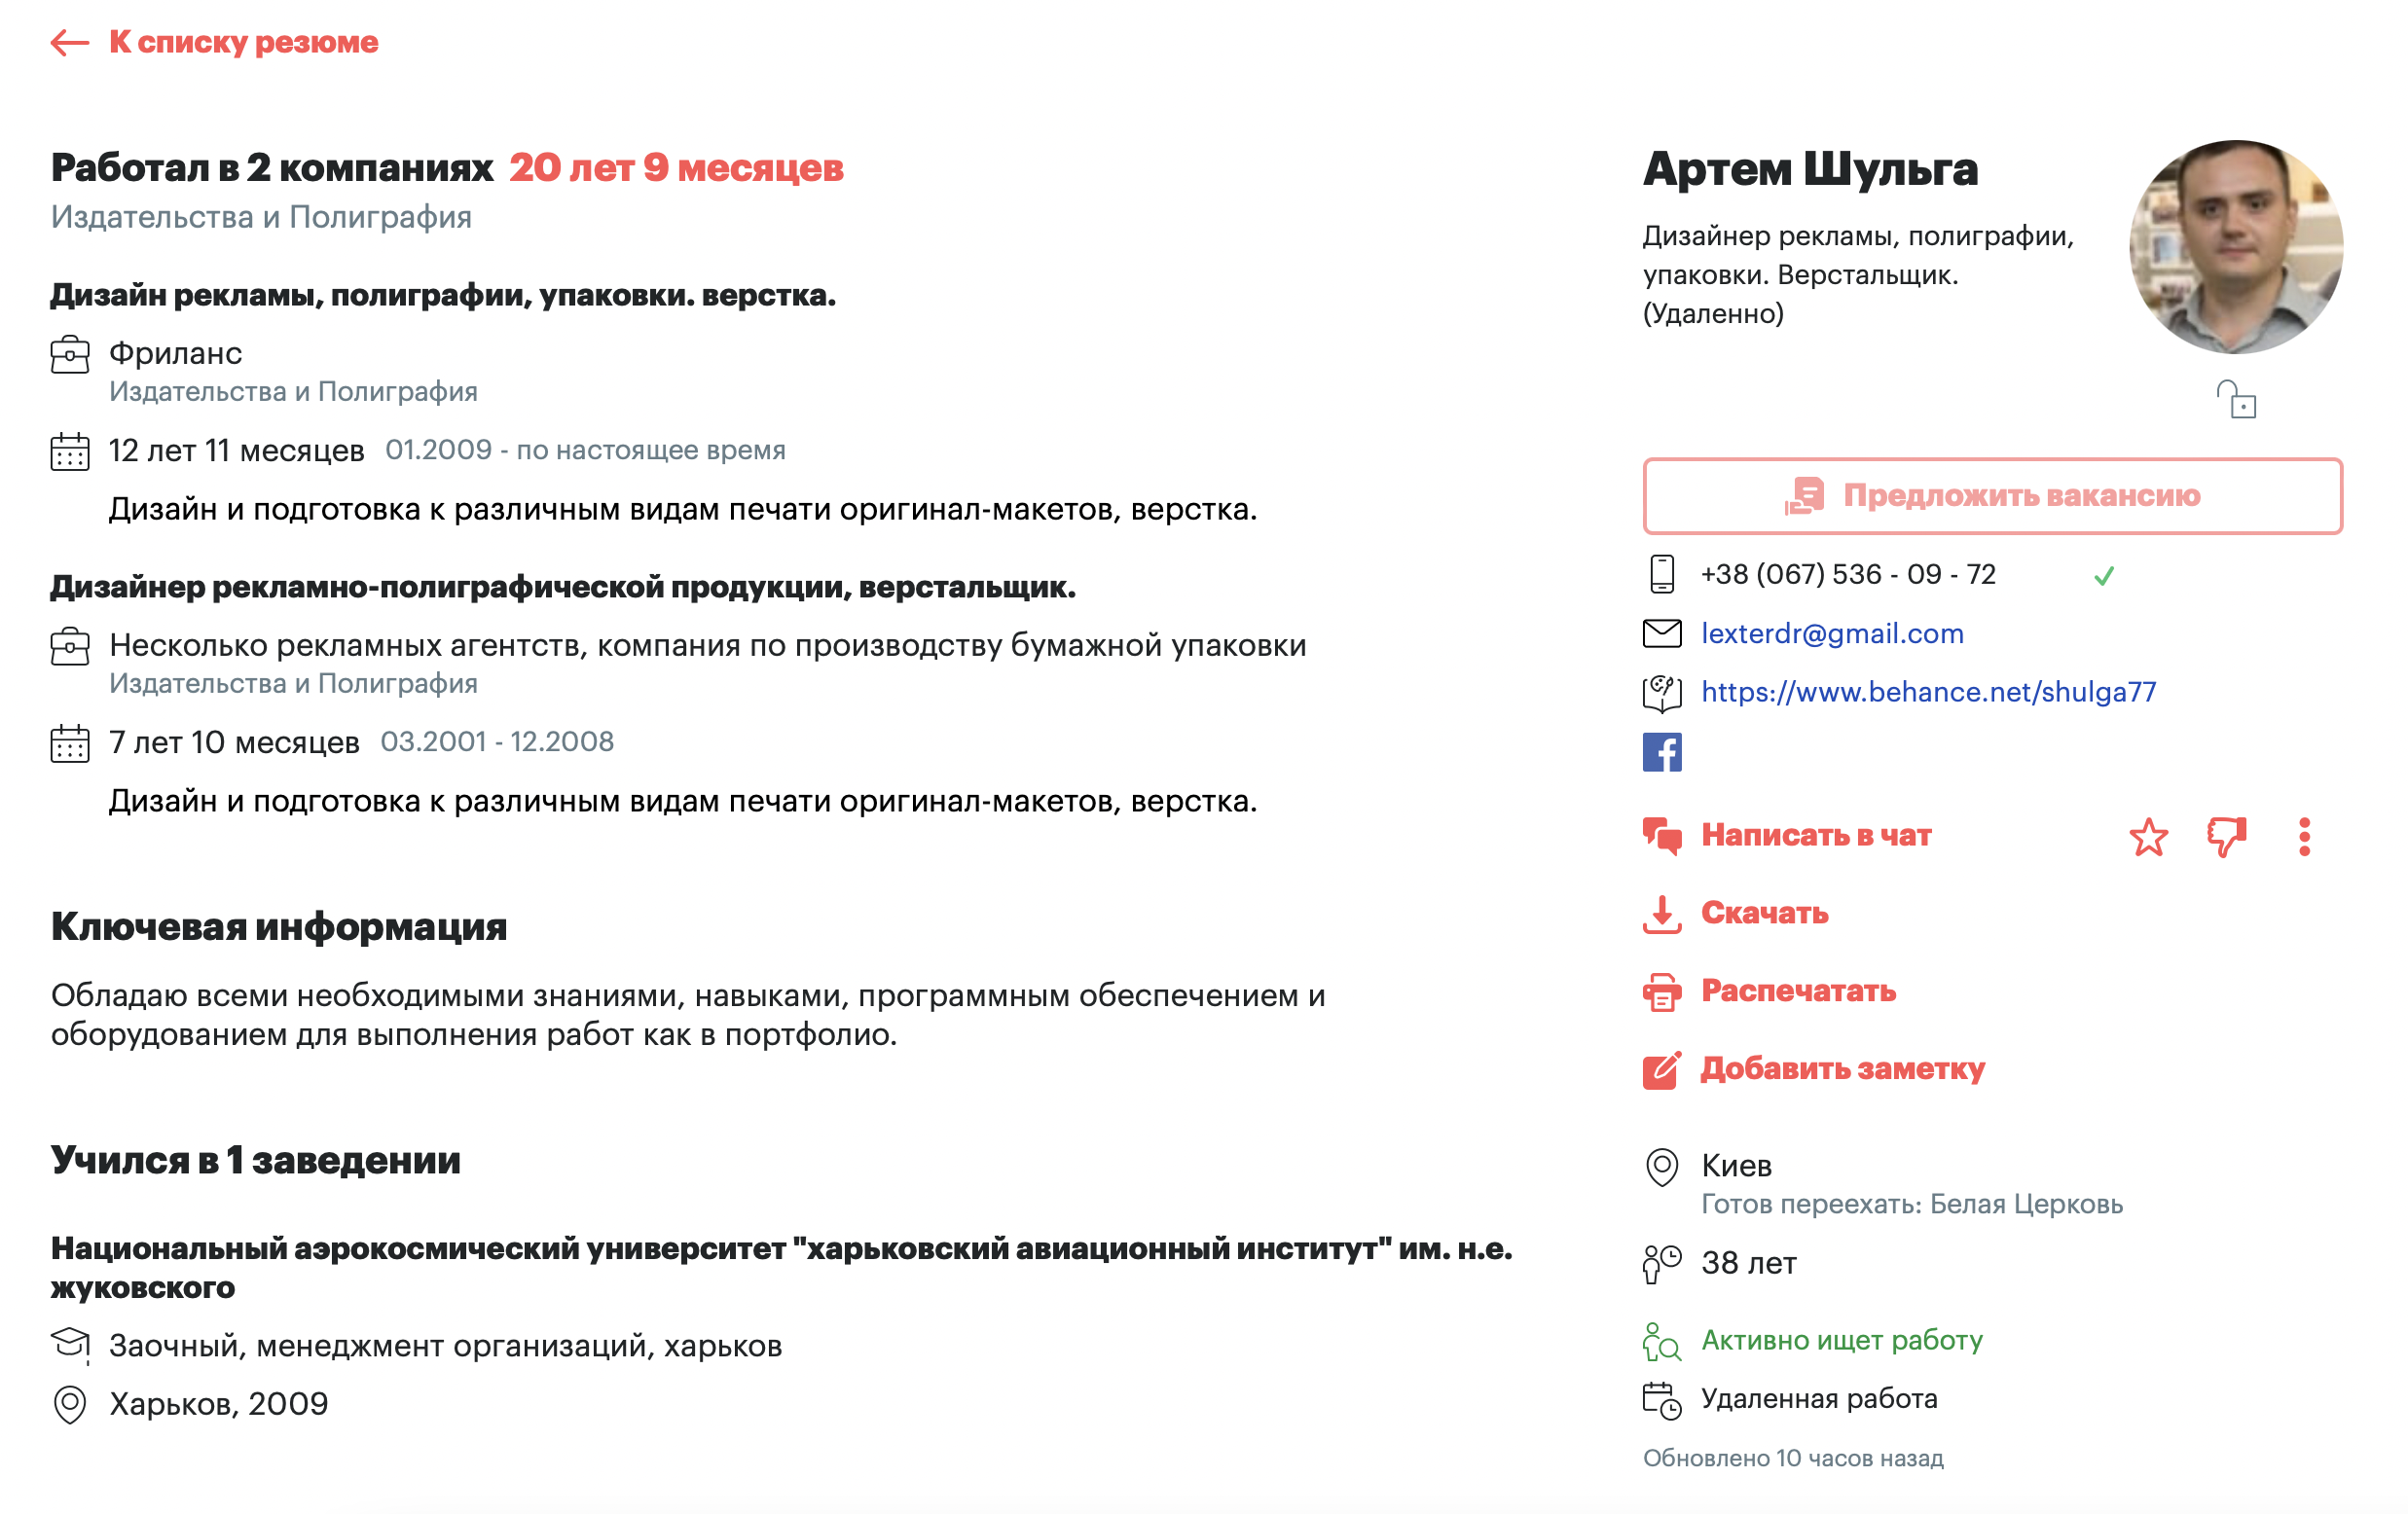 К списку резюме
Работал в 2 компаниях 20 лет 9 месяцев
Издательства и Полиграфия
Дизайн рекламы, полиграфии, упаковки. верстка.
Фриланс
Издательства и Полиграфия
12 лет 11 месяцев 01.2009 - по настоящее время
Дизайн и подготовка к различным видам печати оригинал-макетов, верстка.
Дизайнер рекламно-полиграфической продукции, верстальщик.
Несколько рекламных агентств, компания по производству бумажной упаковки
Издательства и Полиграфия
7 лет 10 месяцев 03.2001 - 12.2008
Дизайн и подготовка к различным видам печати оригинал-макетов, верстка.
Ключевая информация
Обладаю всеми необходимыми знаниями, навыками, программным обеспечением и
оборудованием для выполнения работ как в портфолио.
Учился в 1 заведении
Национальный аэрокосмический университет "харьковский авиационный институт" им. н.е.
жуковского
Заочный, менеджмент организаций, харьков
Харьков, 2009
Артем Шульга
Дизайнер рекламы, полиграфии,
упаковки. Верстальщик.
(Удаленно)
Предложить вакансию
+38 (067) 536 - 09 - 72
lexterdr@gmail.com
https://www.behance.net/shulga77
Написать в чат
Скачать
Распечатать
Добавить заметку
Киев
Готов переехать: Белая Церковь
38 лет
Активно ищет работу
Удаленная работа
Обновлено 10 часов назад